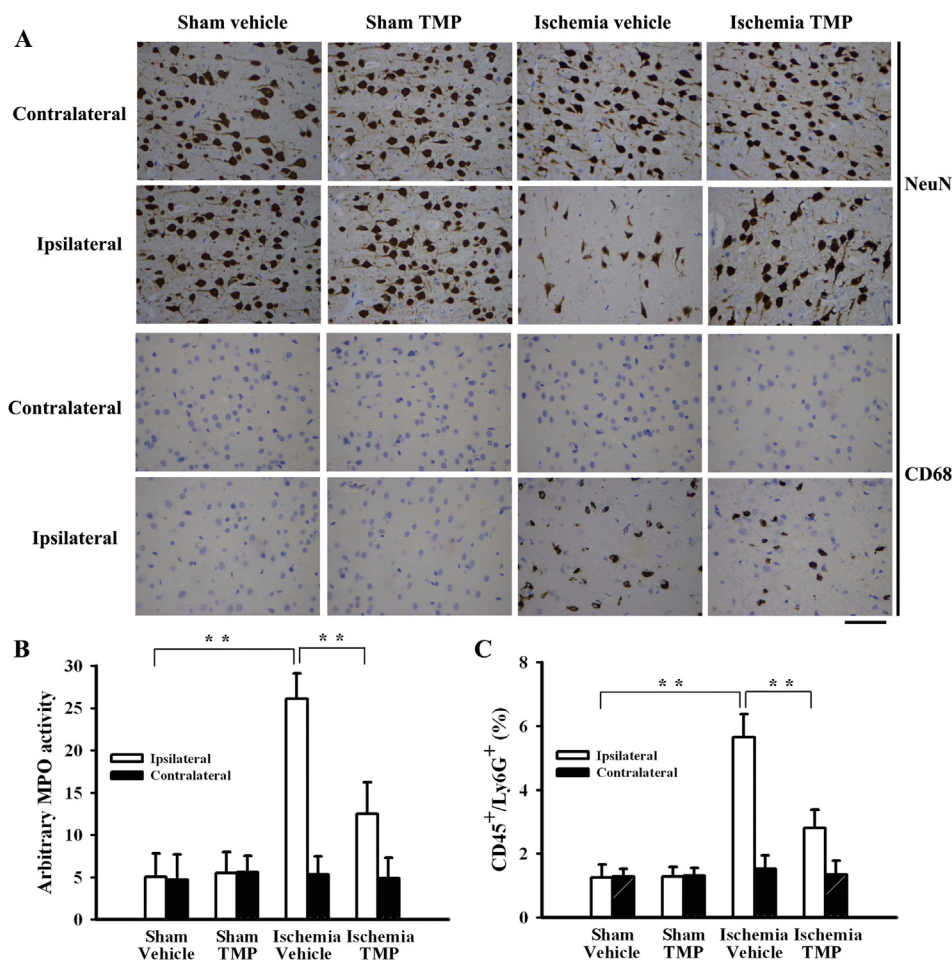 A
Sham vehicle Sham TMP Ischemia vehicle Ischemia TMP
Contralateral
NeuN
Ipsilateral
Contralateral
CD68
Ipsilateral
B
* *
* *
Arbitrary MPO activity
30
25
20
15
10
5
0
Ipsilateral
Contralateral
Sham Sham Ischemia Ischemia
Vehicle TMP Vehicle TMP
C
* *
* *
CD45+/Ly6G+ (%)
8
6
4
2
0
Ipsilateral
Contralateral
Sham Sham Ischemia Ischemia
Vehicle TMP Vehicle TMP